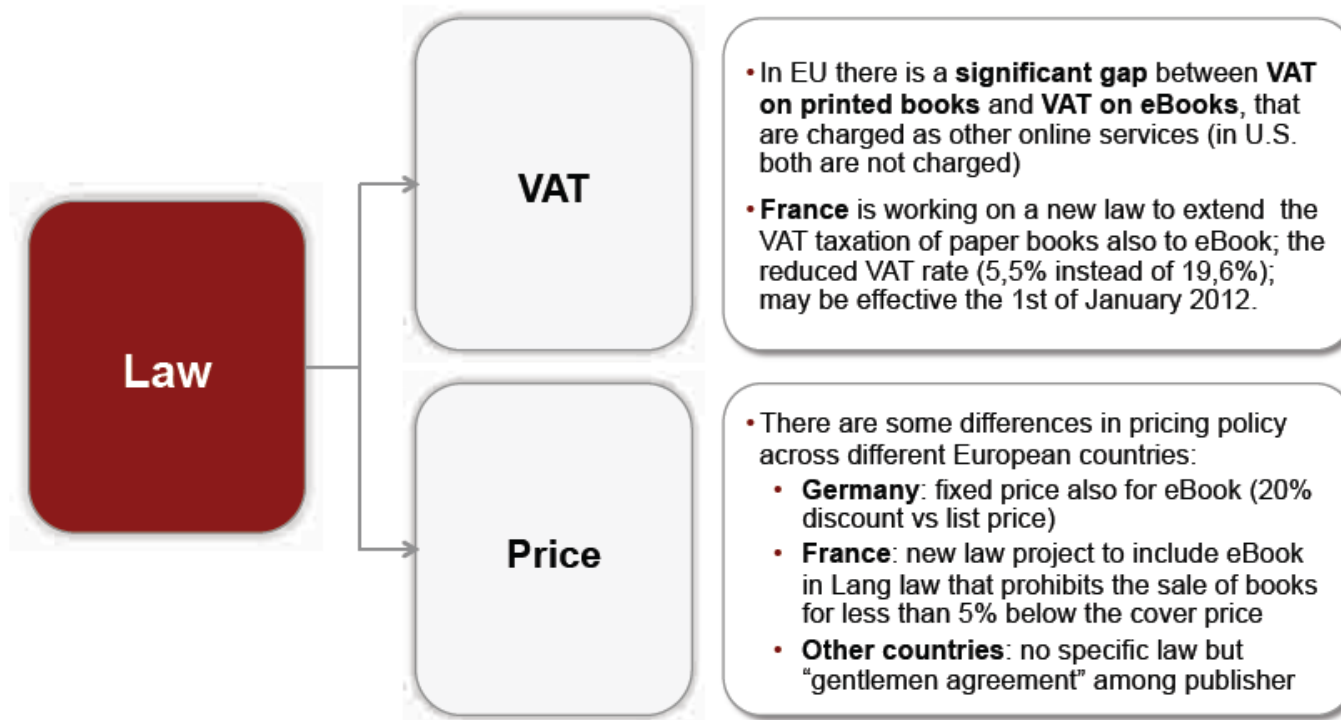 Law
VAT
• In EU there is a significant gap between VAT
on printed books and VAT on eBooks, that
are charged as other online services (in U.S.
both are not charged)
• France is working on a new law to extend the
VAT taxation of paper books also to eBook; the
reduced VAT rate (5,5% instead of 19,6%);
may be effective the 1st of January 2012.
Price
• There are some differences in pricing policy
across different European countries:
• Germany: fixed price also for eBook (20%
discount vs list price)
• France: new law project to include eBook
in Lang law that prohibits the sale of books
for less than 5% below the cover price
• Other countries: no specific law but
“gentlemen agreement” among publisher